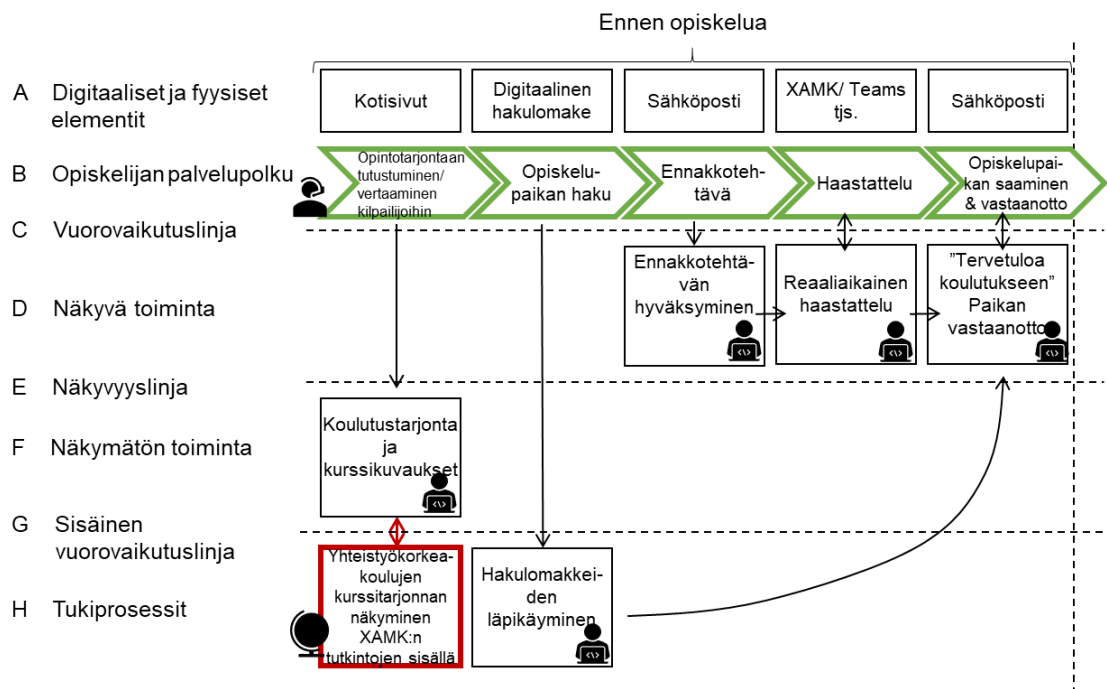 Ennen opiskelua
A Digitaaliset ja fyysiset
elementit
Kotisivut
Digitaalinen
hakulomake
Sähköposti
XAMK/ Teams
tjs.
Sähköposti
B Opiskelijan palvelupolku
Opintotarjontaan
tutustuminen/
vertaaminen
kilpailijoihin
Opiskelu-
paikan haku
Ennakkoteh-
tävä
Haastattelu
Opiskelupai-
kan saaminen
& vastaanotto
C Vuorovaikutuslinja
D Näkyvä toiminta
Ennakkotehtä-
vän
hyväksyminen
Reaaliaikainen
haastattelu
”Tervetuloa
koulutukseen”
Paikan
vastaanotto
E Näkyvyyslinja
F Näkymätön toiminta
Koulutustarjonta
ja
kurssikuvaukset
G Sisäinen
vuorovaikutuslinja
H Tukiprosessit
Yhteistyökorkea-
koulujen
kurssitarjonnan
näkyminen
XAMK:n
tutkintojen sisällä
Hakulomakkei-
den
läpikäyminen